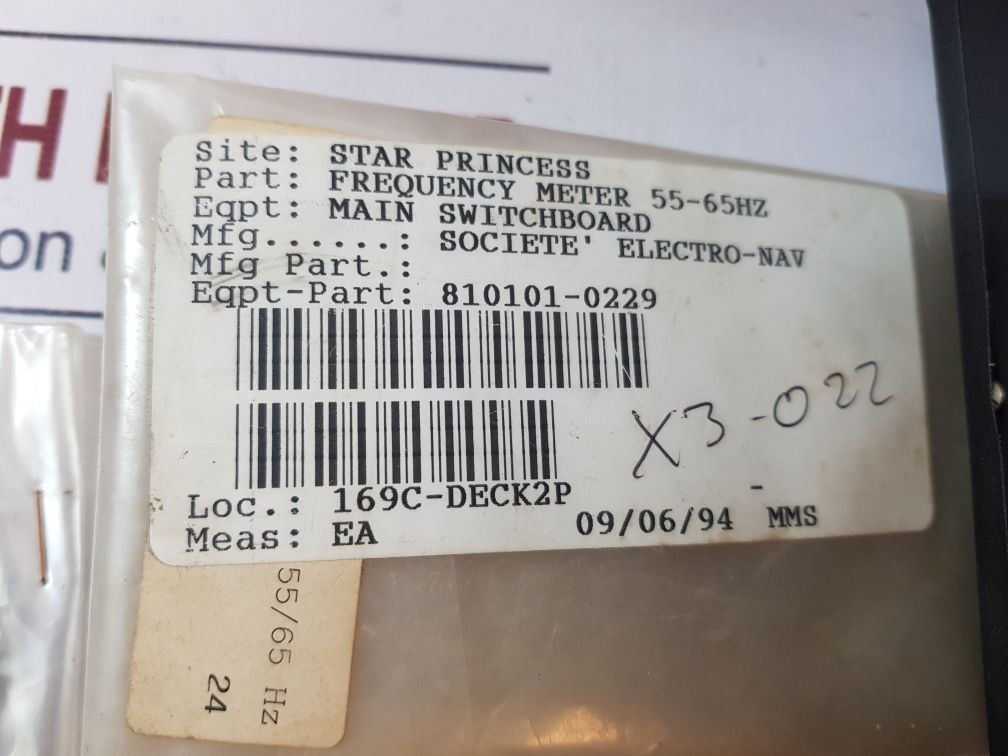 Site: STAR PRINCESS
Part: FREQUENCY METER 55-65HZ
Eqpt: MAIN SWITCHBOARD
Mfg......: SOCIETE' ELECTRO-NAV
Mfg Part.:
Eqpt-Part: 810101-0229
X3-022
Loc.: 169C-DECK2P
Meas: EA 09/06/94 MMS
55/65 Hz
24
on